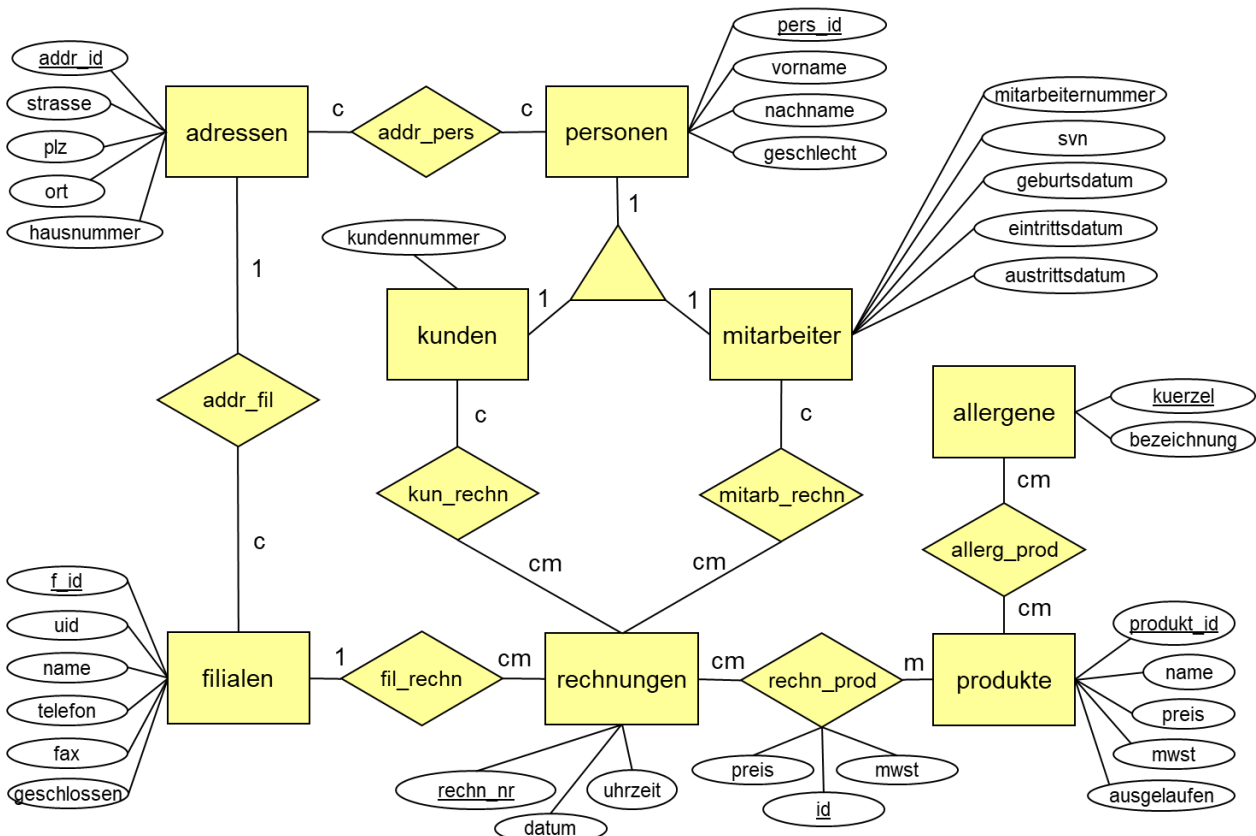 addr_id
strasse
plz
ort
hausnummer
adressen
c
addr_pers
c
personen
pers_id
vorname
nachname
geschlecht
mitarbeiternummer
svn
geburtsdatum
eintrittsdatum
austrittsdatum
1
1
kundennummer
kunden
1
1
mitarbeiter
addr_fil
c
c
c
kun_rechn
mitarb_rechn
cm
cm
allergene
kuerzel
bezeichnung
cm
allerg_prod
cm
f_id
uid
name
telefon
fax
geschlossen
filialen
1
fil_rechn
cm
rechnungen
cm
rechn_prod
m
produkte
produkt_id
name
preis
mwst
ausgelaufen
rechn_nr
datum
uhrzeit
preis
id
mwst